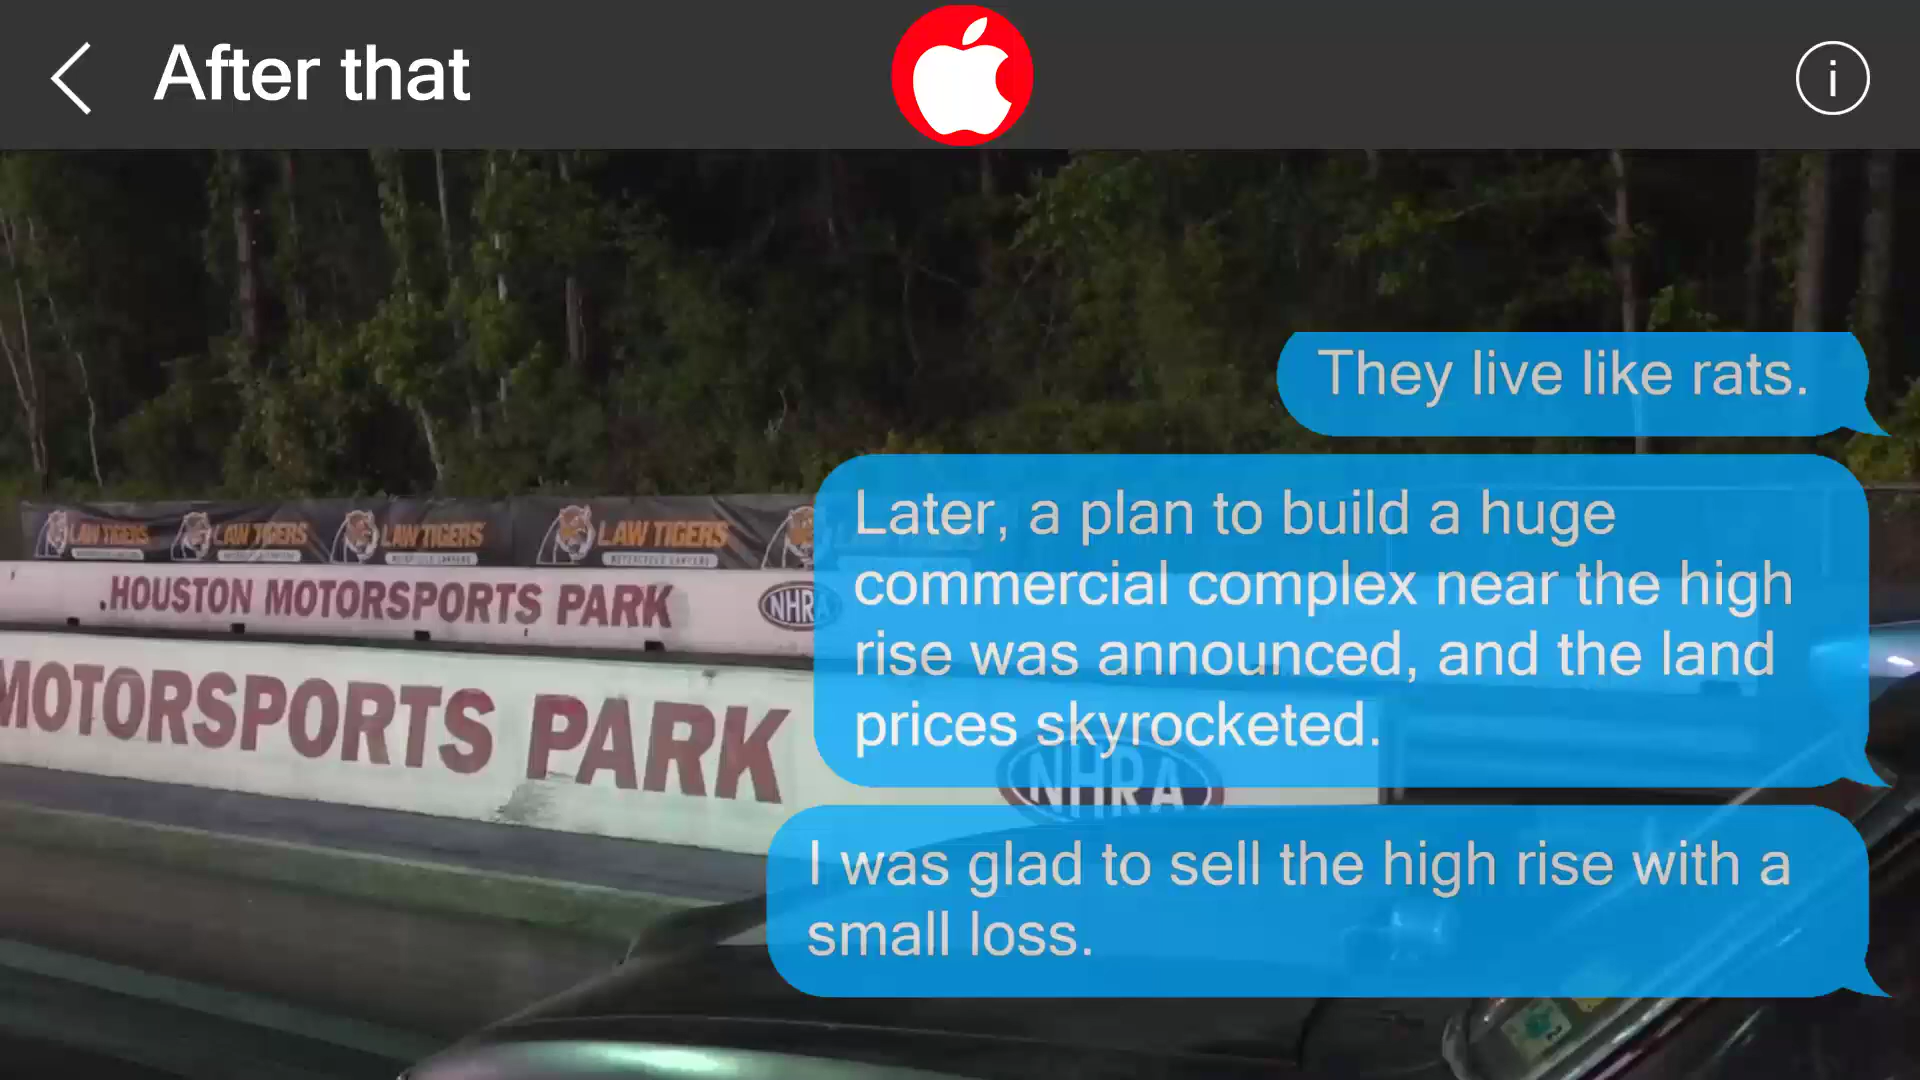 After that
They live like rats.
Later, a plan to build a huge
commercial complex near the high
rise was announced, and the land
prices skyrocketed.
I was glad to sell the high rise with a
small loss.
LAW TIGERS LAW TIGERS LAW TIGERS LAW TIGERS
MOTORCYCLE LAWYERS
HOUSTON MOTORSPORTS PARK NHRA
MOTORSPORTS PARK NHRA